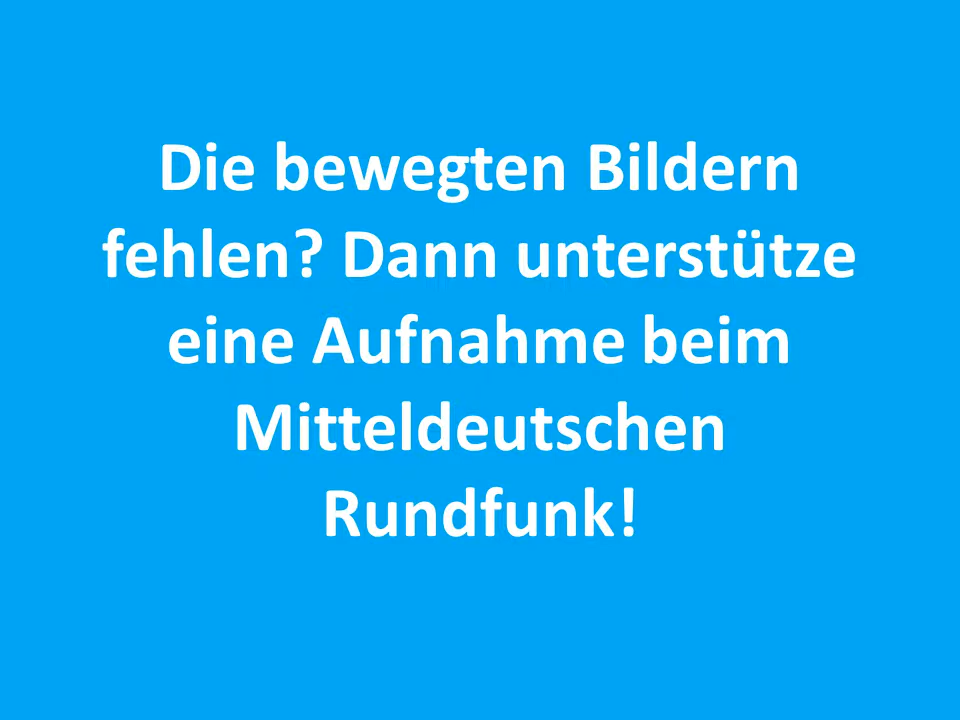 Die bewegten Bildern
fehlen? Dann unterstütze
eine Aufnahme beim
Mitteldeutschen
Rundfunk!